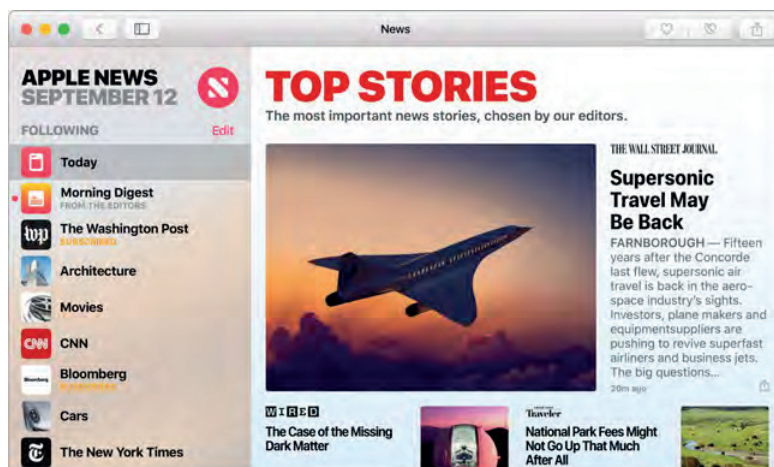 News
APPLE NEWS
SEPTEMBER 12
FOLLOWING
Edit
Today
Morning Digest
FROM THE EDITORS
wp
The Washington Post
SUBSCRIBED
Architecture
Movies
CNN
CNN
Bloomberg
Bloomberg
Cars
The New York Times
TOP STORIES
The most important news stories, chosen by our editors.
THE WALL STREET JOURNAL
Supersonic
Travel May
Be Back
FARNBOROUGH — Fifteen
years after the Concorde
last flew, supersonic air
travel is back in the aero-
space industry's sights.
Investors, plane makers and
equipmentsuppliers are
pushing to revive superfast
airliners and business jets.
The big questions...
20m ago
WIRED
The Case of the Missing
Dark Matter
Traveler
National Park Fees Might
Not Go Up That Much
After All